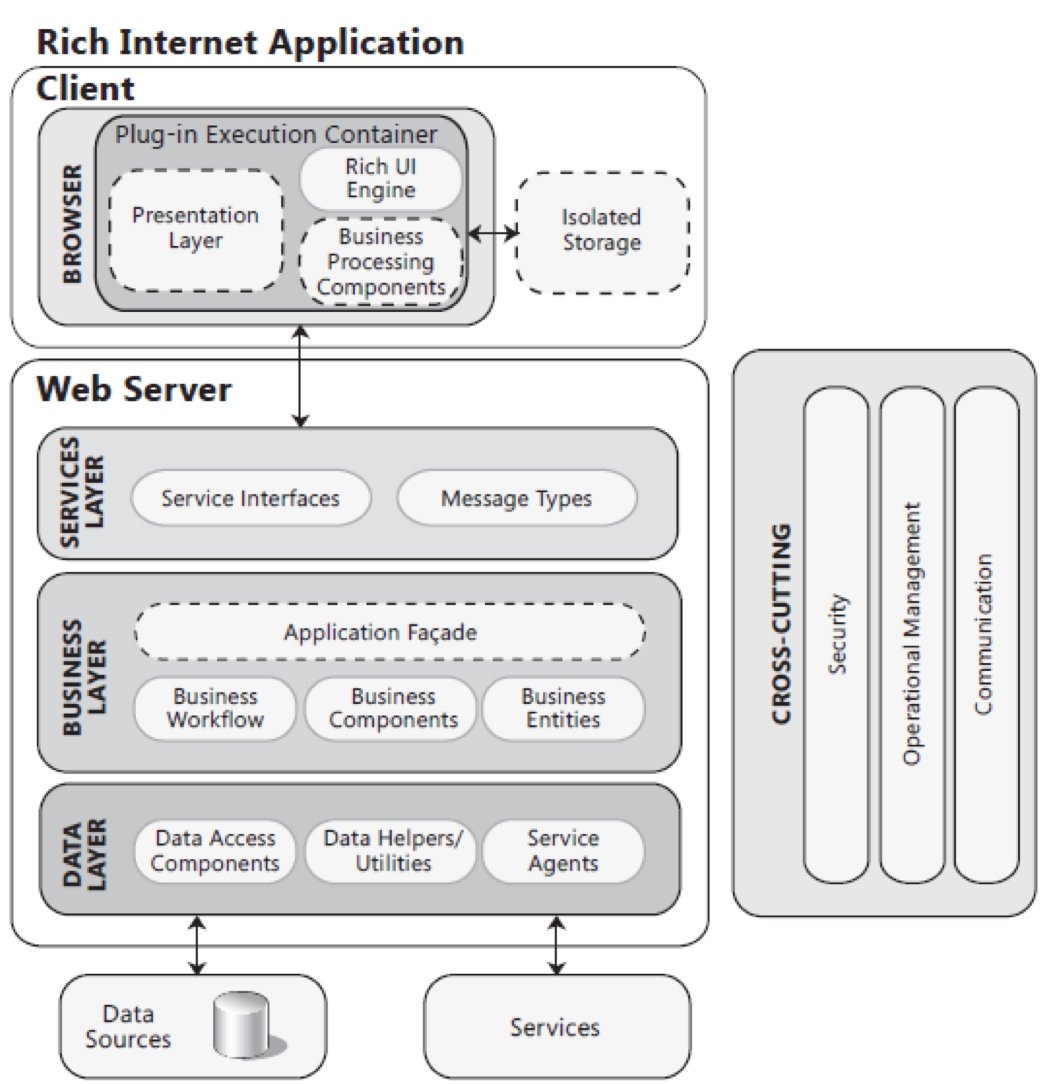 Rich Internet Application
Client
BROWSER
Plug-in Execution Container
Presentation
Layer
Rich UI
Engine
Business
Processing
Components
Isolated
Storage
Web Server
SERVICES
LAYER
Service Interfaces
Message Types
BUSINESS
LAYER
Application Façade
Business
Workflow
Business
Components
Business
Entities
DATA
LAYER
Data Access
Components
Data Helpers/
Utilities
Service
Agents
CROSS-CUTTING
Security
Operational Management
Communication
Data
Sources
Services